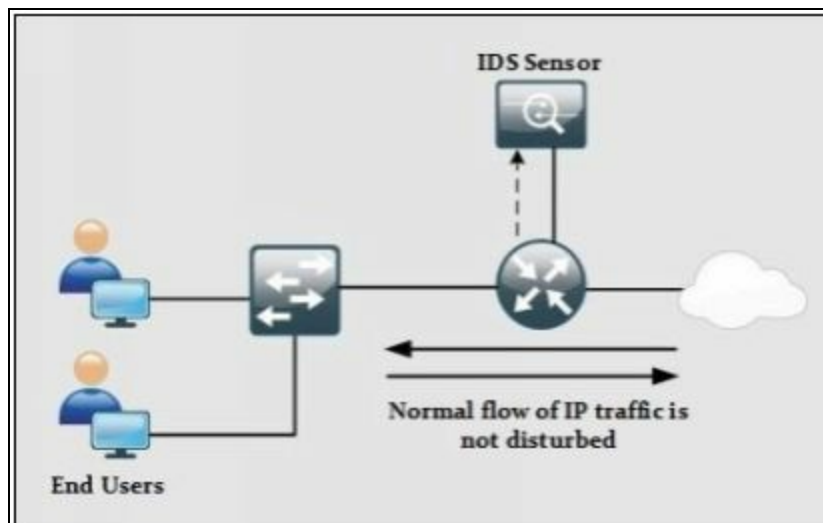 IDS Sensor
Normal flow of IP traffic is
not disturbed
End Users